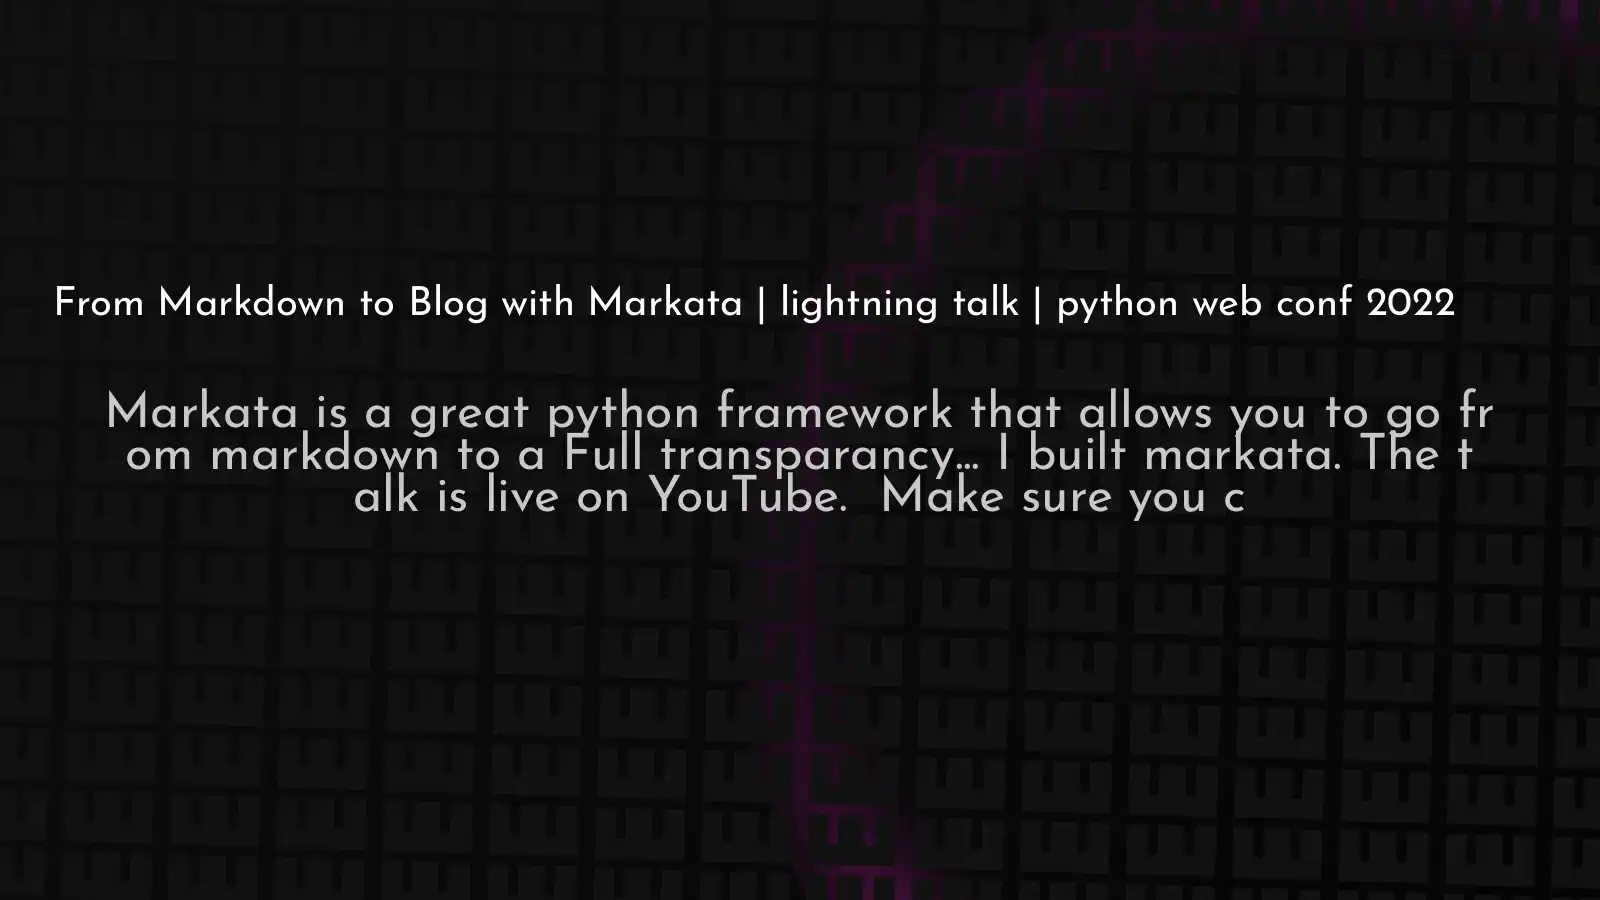 From Markdown to Blog with Markata | lightning talk | python web conf 2022
Markata is a great python framework that allows you to go fr
om markdown to a Full transparancy... I built markata. The t
alk is live on YouTube.  Make sure you c